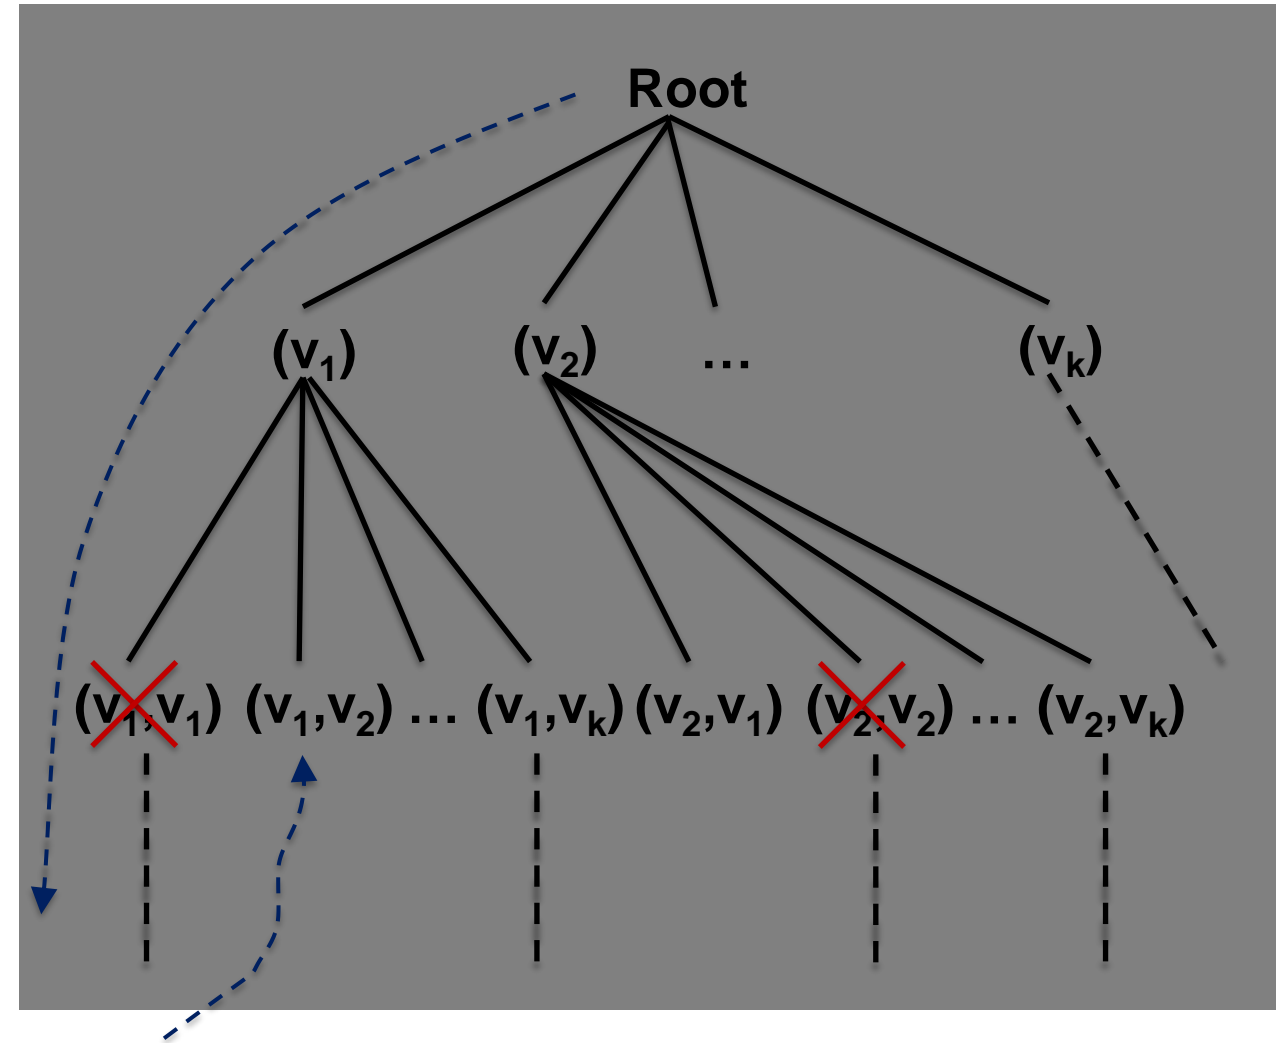 Root
(v₁) (v₂) … (vₖ)
(v₁,v₁) (v₁,v₂) … (v₁,vₖ) (v₂,v₁) (v₂,v₂) … (v₂,vₖ)